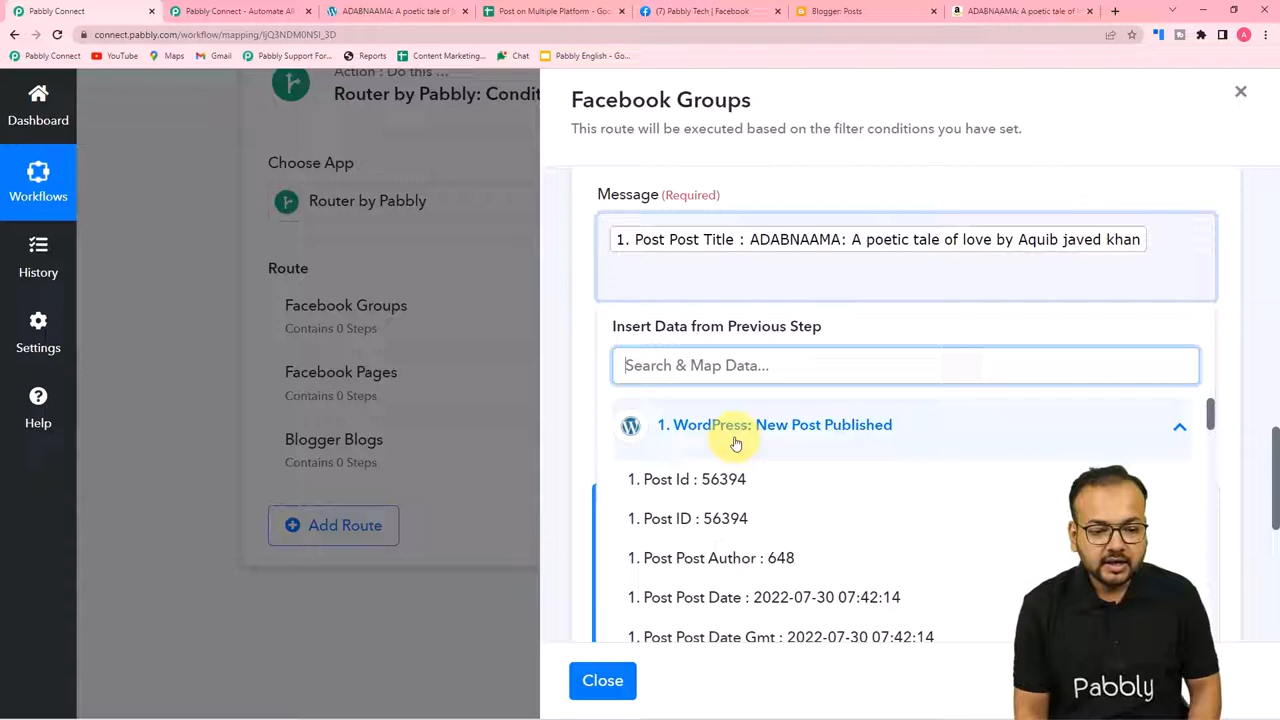 Pabbly Connect
Pabbly Connect - Automate All
ADABNAAMA: A poetic tale of
Post on Multiple Platform - Goo
(7) Pabbly Tech | Facebook
Blogger: Posts
ADABNAAMA: A poetic tale of
connect.pabbly.com/workflow/mapping/IjQ3NDM0NSI_3D
A
Pabbly Connect
YouTube
Maps
Gmail
Pabbly Support For...
Reports
Content Marketing...
Chat
Pabbly English - Go...
Dashboard
Workflows
History
Settings
Help
Action : Do this ...
Router by Pabbly: Condit
Choose App
Router by Pabbly
Route
Facebook Groups
Contains 0 Steps
Facebook Pages
Contains 0 Steps
Blogger Blogs
Contains 0 Steps
Add Route
Facebook Groups
This route will be executed based on the filter conditions you have set.
Message (Required)
1. Post Post Title : ADABNAAMA: A poetic tale of love by Aquib javed khan
Insert Data from Previous Step
Search & Map Data...
1. WordPress: New Post Published
1. Post Id : 56394
1. Post ID : 56394
1. Post Post Author : 648
1. Post Post Date : 2022-07-30 07:42:14
1. Post Post Date Gmt : 2022-07-30 07:42:14
Close
Pabbly